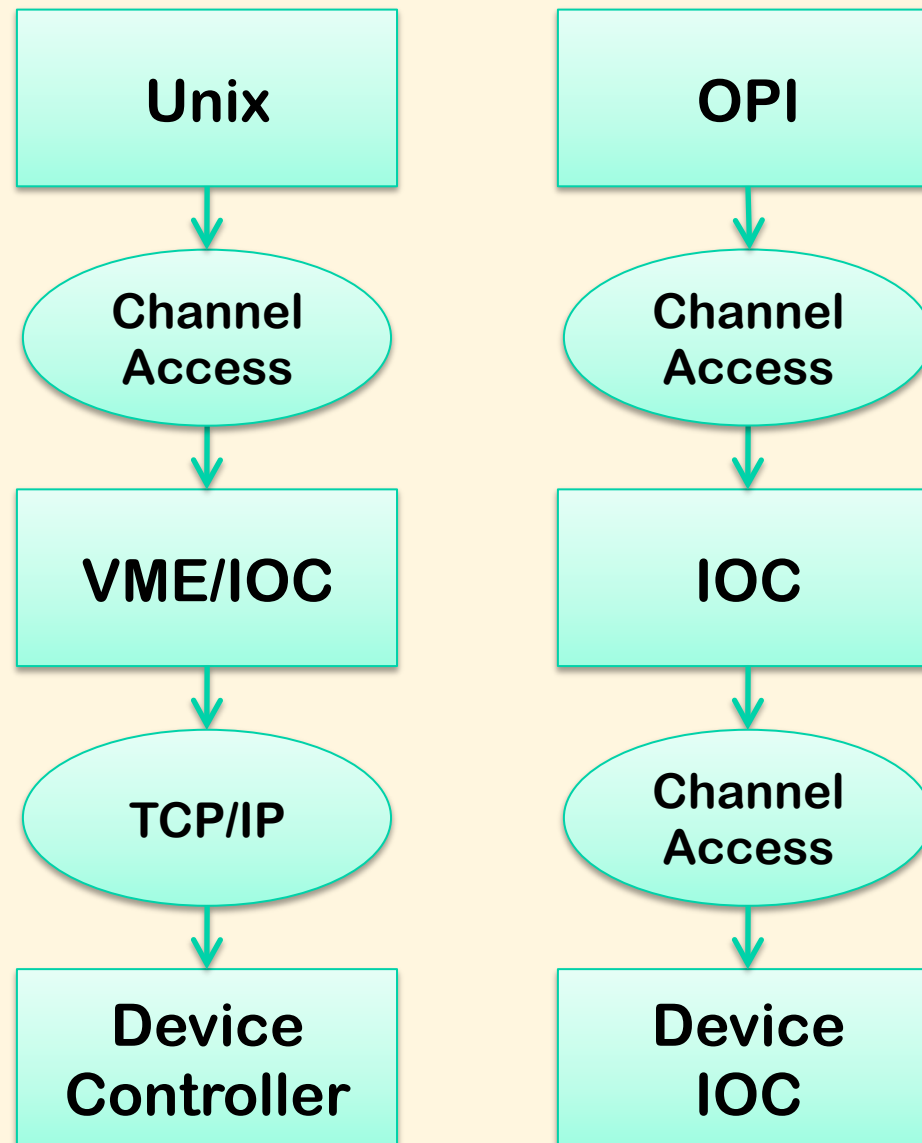 Unix
Channel
Access
VME/IOC
TCP/IP
Device
Controller
OPI
Channel
Access
IOC
Channel
Access
Device
IOC